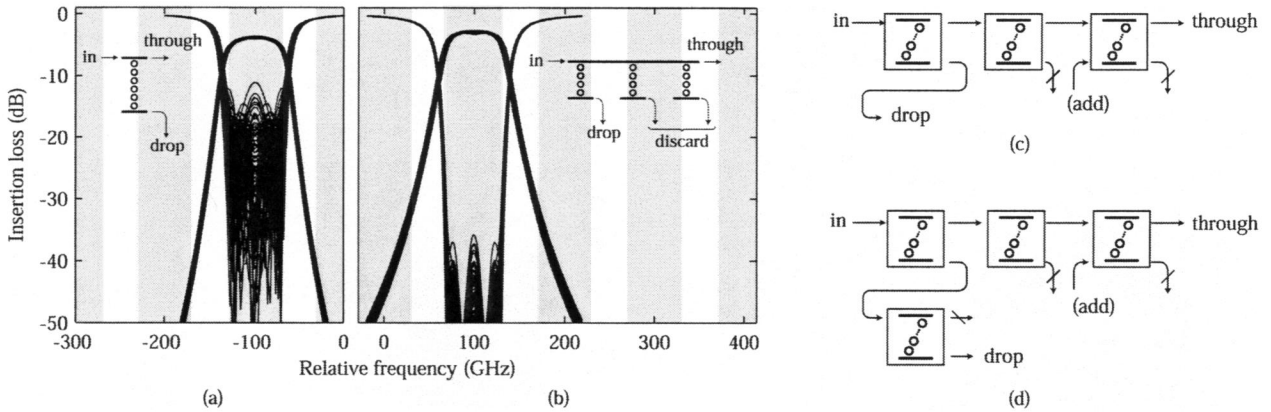 0
-10
-20
-30
-40
-50
Insertion loss (dB)
in
through
drop
-300
-200
-100
0
(a)
in
through
drop
discard
0
100
200
300
400
(b)
Relative frequency (GHz)
in
through
drop
(add)
(c)
in
through
(add)
drop
(d)